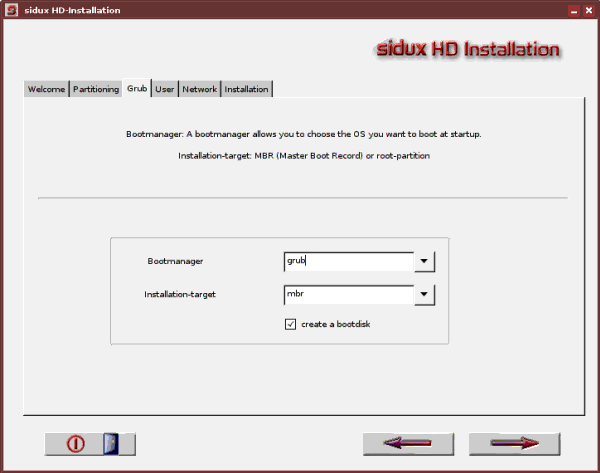 sidux HD-Installation
sidux HD Installation
Welcome Partitioning Grub User Network Installation
Bootmanager: A bootmanager allows you to choose the OS you want to boot at startup.
Installation-target: MBR (Master Boot Record) or root-partition
Bootmanager grub
Installation-target mbr
create a bootdisk